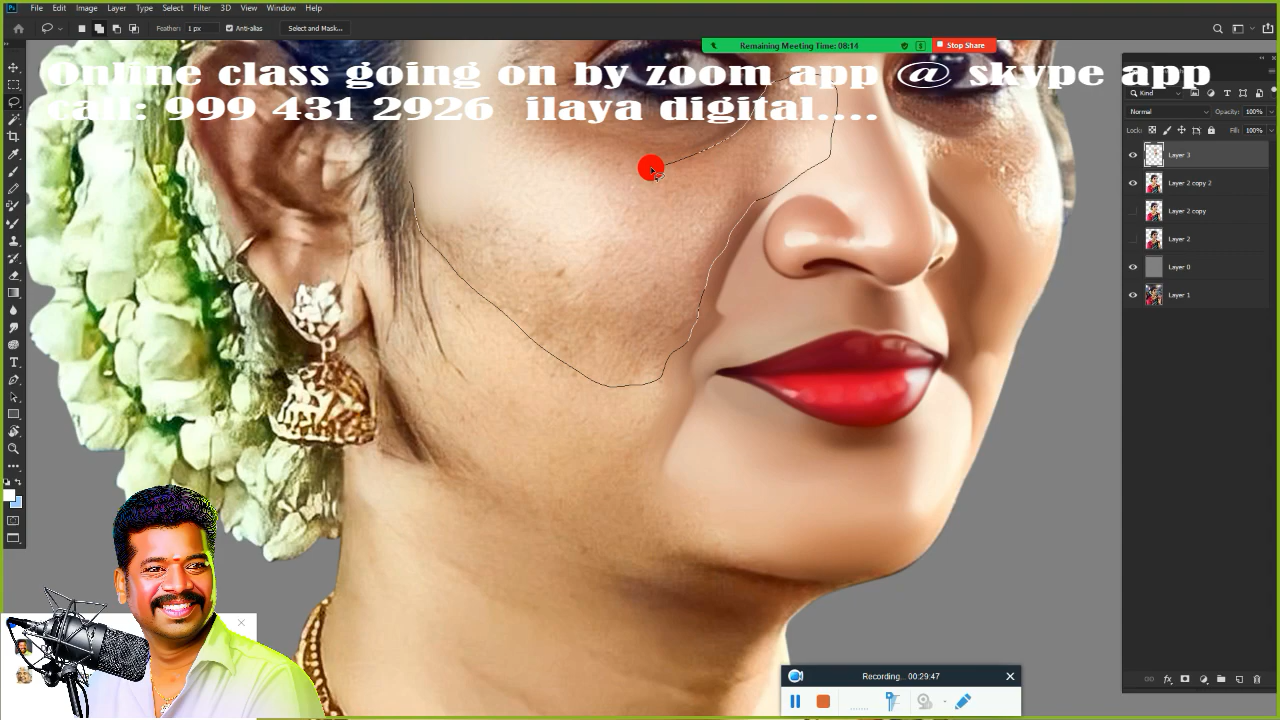 Ps File Edit Image Layer Type Select Filter 3D View Window Help
Feather: 1 px Anti-alias Select and Mask...
Remaining Meeting Time: 08:14 Stop Share
Online class going on by zoom app @ skype app
call: 999 431 2926 ilaya digital....
Kind
Normal Opacity: 100%
Lock: Fill: 100%
Layer 3
Layer 2 copy 2
Layer 2 copy
Layer 2
Layer 0
Layer 1
Recording... 00:29:47